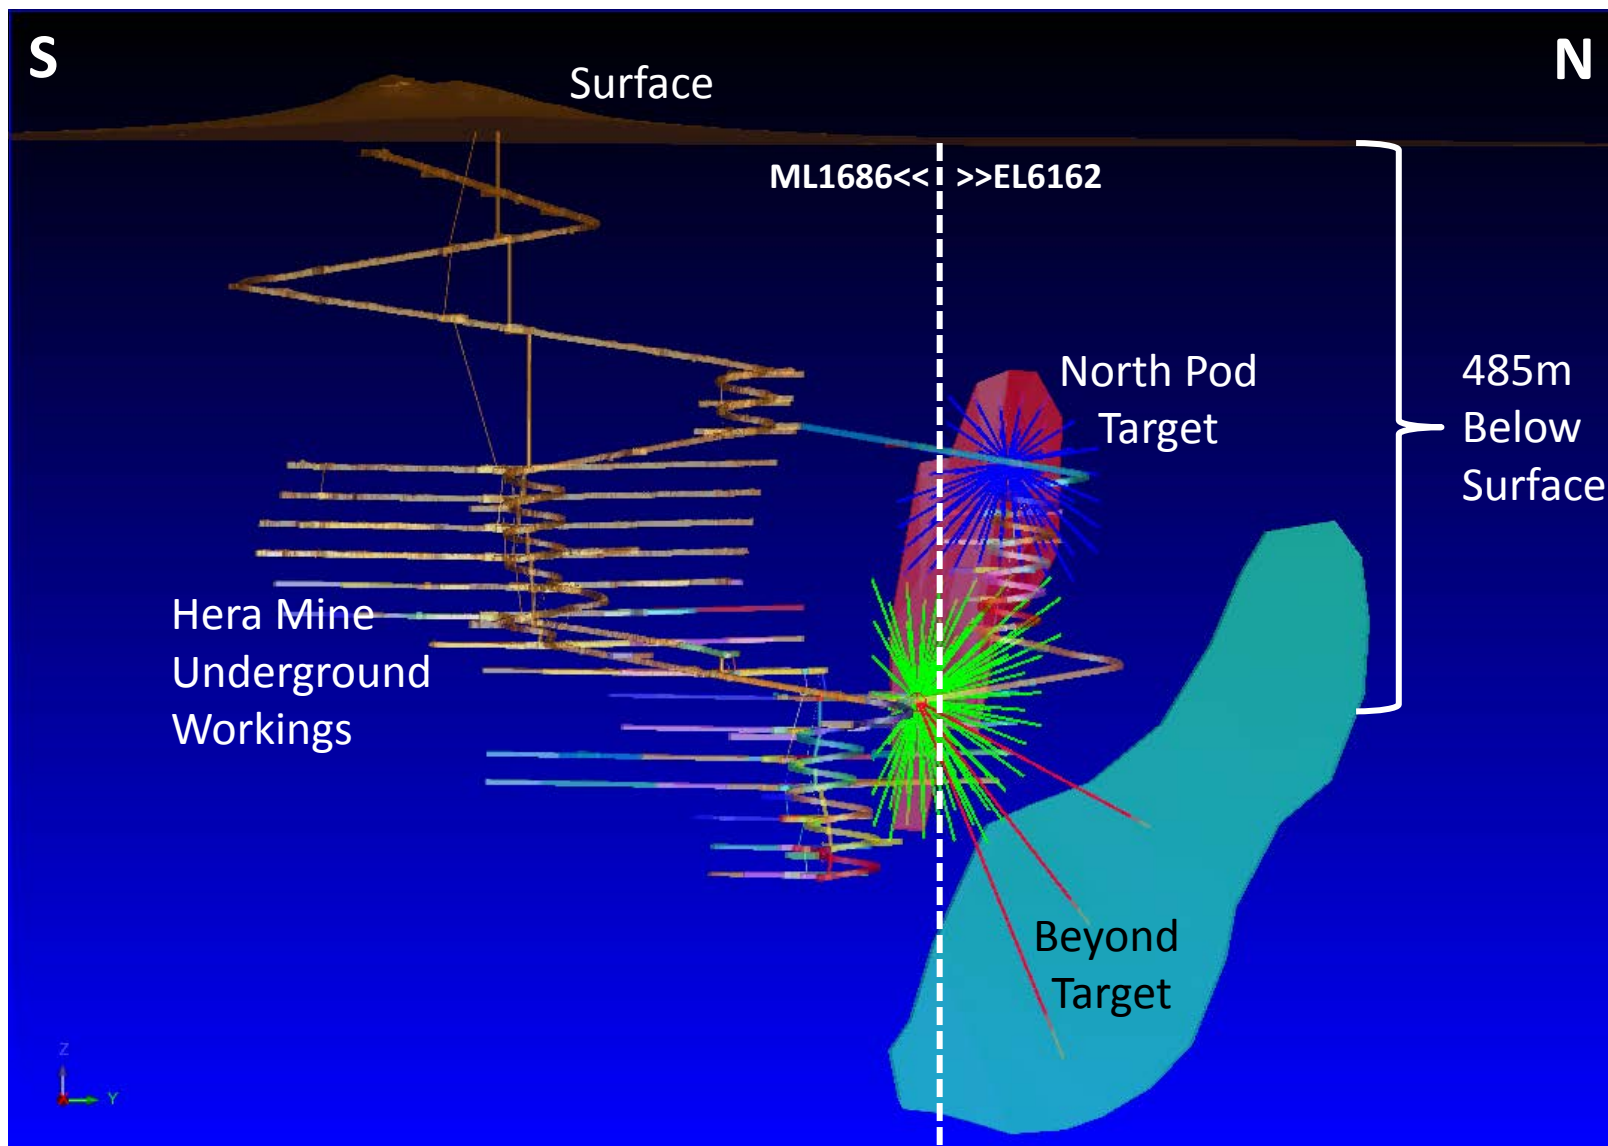 S
N
Surface
ML1686<< >>EL6162
North Pod
Target
485m
Below
Surface
Hera Mine
Underground
Workings
Beyond
Target
Z
Y